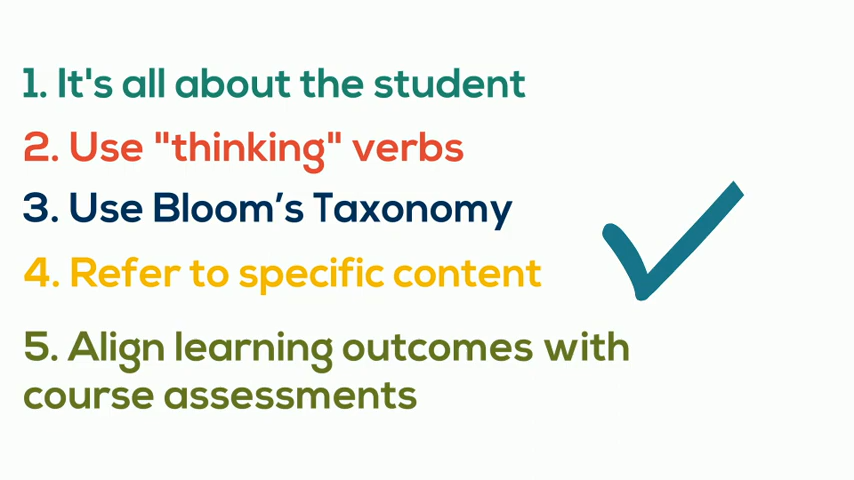 1. It's all about the student
2. Use "thinking" verbs
3. Use Bloom’s Taxonomy
4. Refer to specific content
5. Align learning outcomes with
course assessments